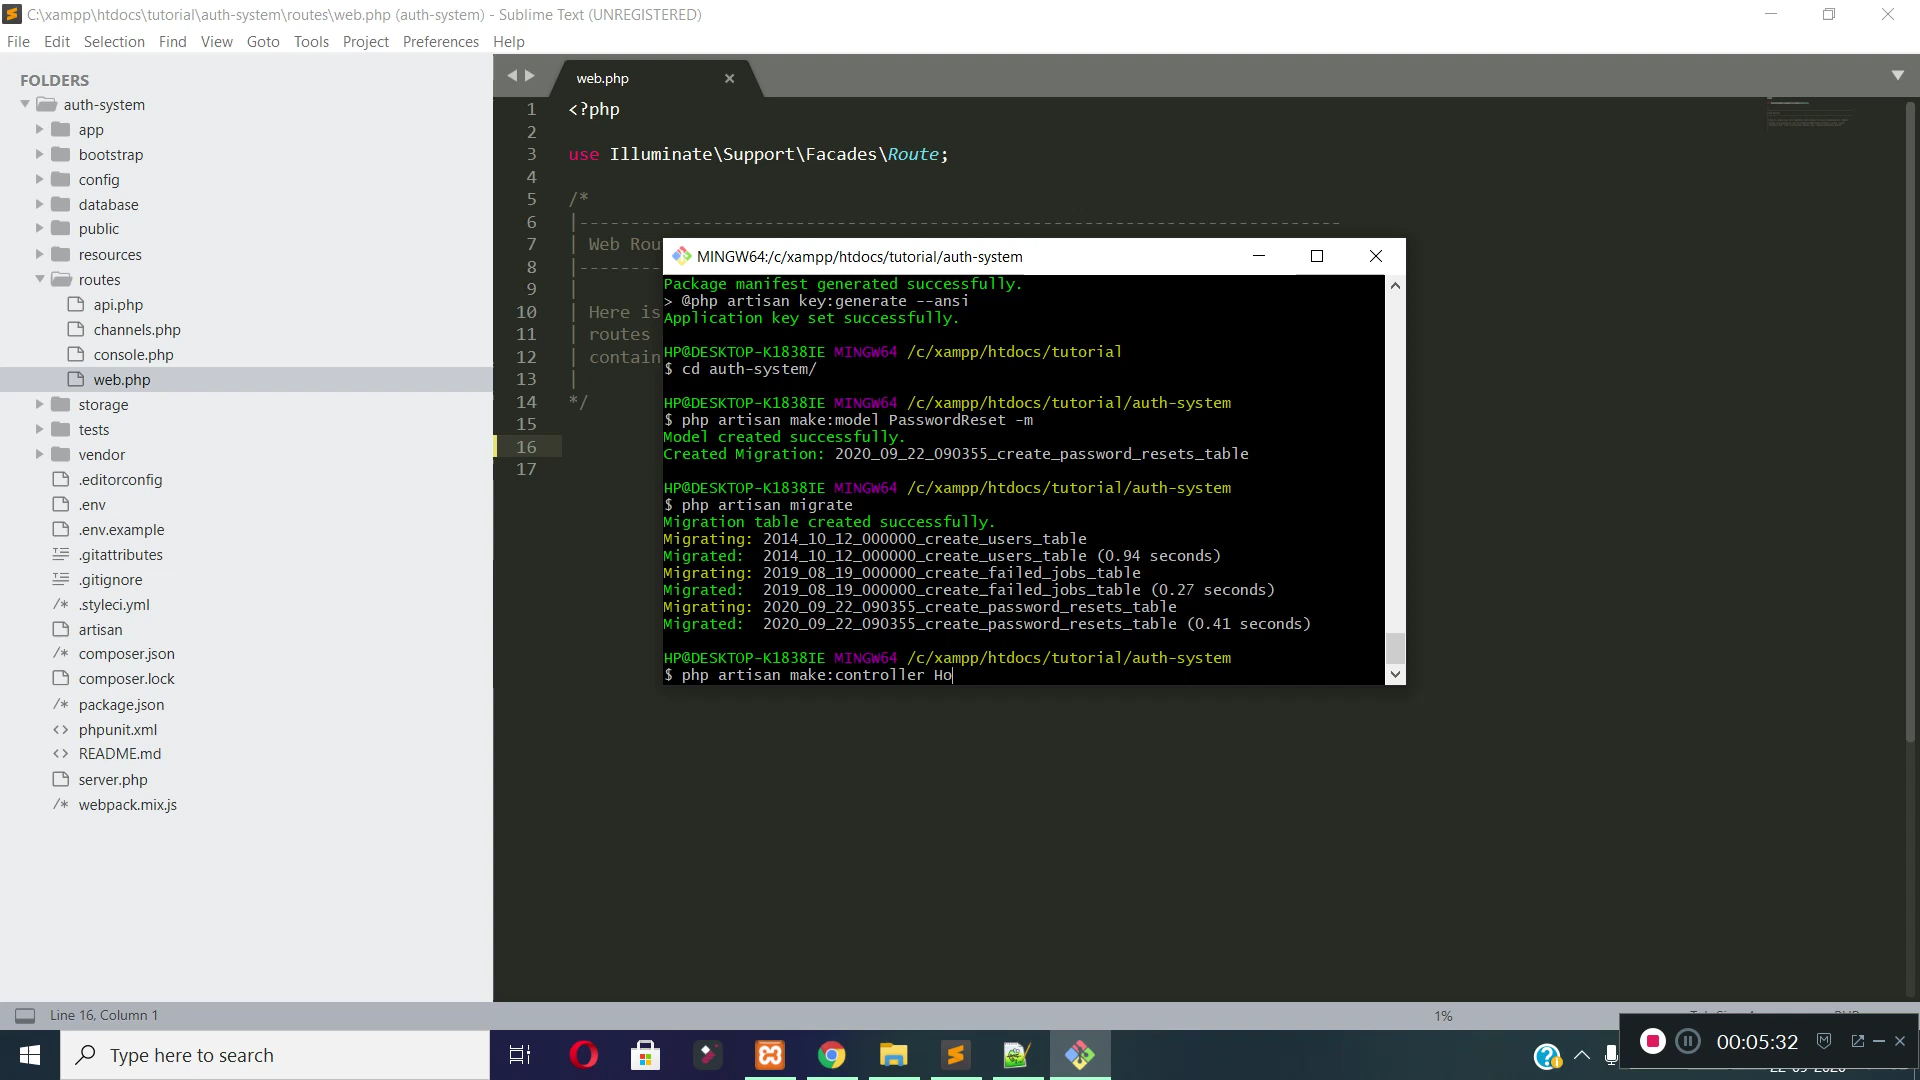 C:\xampp\htdocs\tutorial\auth-system\routes\web.php (auth-system) - Sublime Text (UNREGISTERED)
File Edit Selection Find View Goto Tools Project Preferences Help
FOLDERS
auth-system
app
bootstrap
config
database
public
resources
routes
api.php
channels.php
console.php
web.php
storage
tests
vendor
.editorconfig
.env
.env.example
.gitattributes
.gitignore
.styleci.yml
artisan
composer.json
composer.lock
package.json
phpunit.xml
README.md
server.php
webpack.mix.js
web.php
1 <?php
2
3 use Illuminate\Support\Facades\Route;
4
5 /*
6 |--------------------------------------------------------------------------
7 | Web Rou
8 |--------
9 |
10 | Here is
11 | routes
12 | contain
13 |
14 */
15
16
17
MINGW64:/c/xampp/htdocs/tutorial/auth-system
Package manifest generated successfully.
> @php artisan key:generate --ansi
Application key set successfully.
HP@DESKTOP-K1838IE MINGW64 /c/xampp/htdocs/tutorial
$ cd auth-system/
HP@DESKTOP-K1838IE MINGW64 /c/xampp/htdocs/tutorial/auth-system
$ php artisan make:model PasswordReset -m
Model created successfully.
Created Migration: 2020_09_22_090355_create_password_resets_table
HP@DESKTOP-K1838IE MINGW64 /c/xampp/htdocs/tutorial/auth-system
$ php artisan migrate
Migration table created successfully.
Migrating: 2014_10_12_000000_create_users_table
Migrated: 2014_10_12_000000_create_users_table (0.94 seconds)
Migrating: 2019_08_19_000000_create_failed_jobs_table
Migrated: 2019_08_19_000000_create_failed_jobs_table (0.27 seconds)
Migrating: 2020_09_22_090355_create_password_resets_table
Migrated: 2020_09_22_090355_create_password_resets_table (0.41 seconds)
HP@DESKTOP-K1838IE MINGW64 /c/xampp/htdocs/tutorial/auth-system
$ php artisan make:controller Ho
Line 16, Column 1
1%
Type here to search
00:05:32